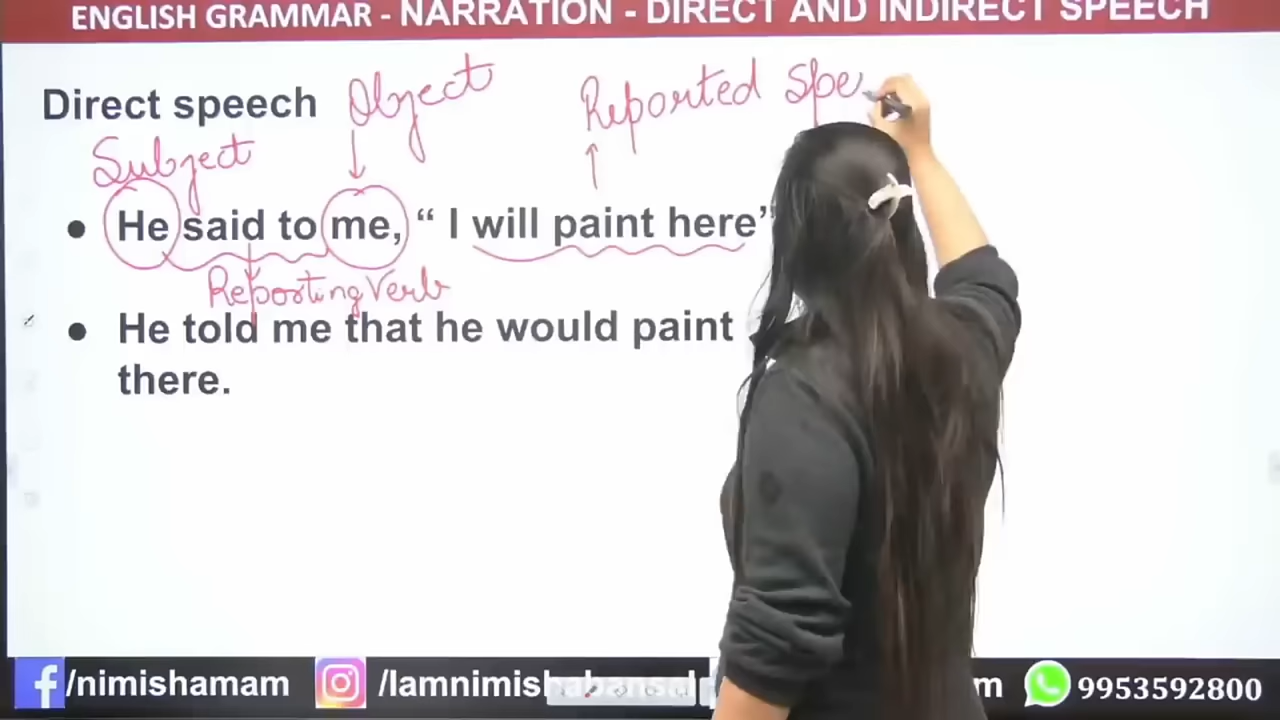 ENGLISH GRAMMAR - NARRATION - DIRECT AND INDIRECT SPEECH
Direct speech Object Reported Spe
Subject
• He said to me, “ I will paint here”
Reporting Verb
• He told me that he would paint
there.
/nimishamam /Iamnimishabansal m 9953592800